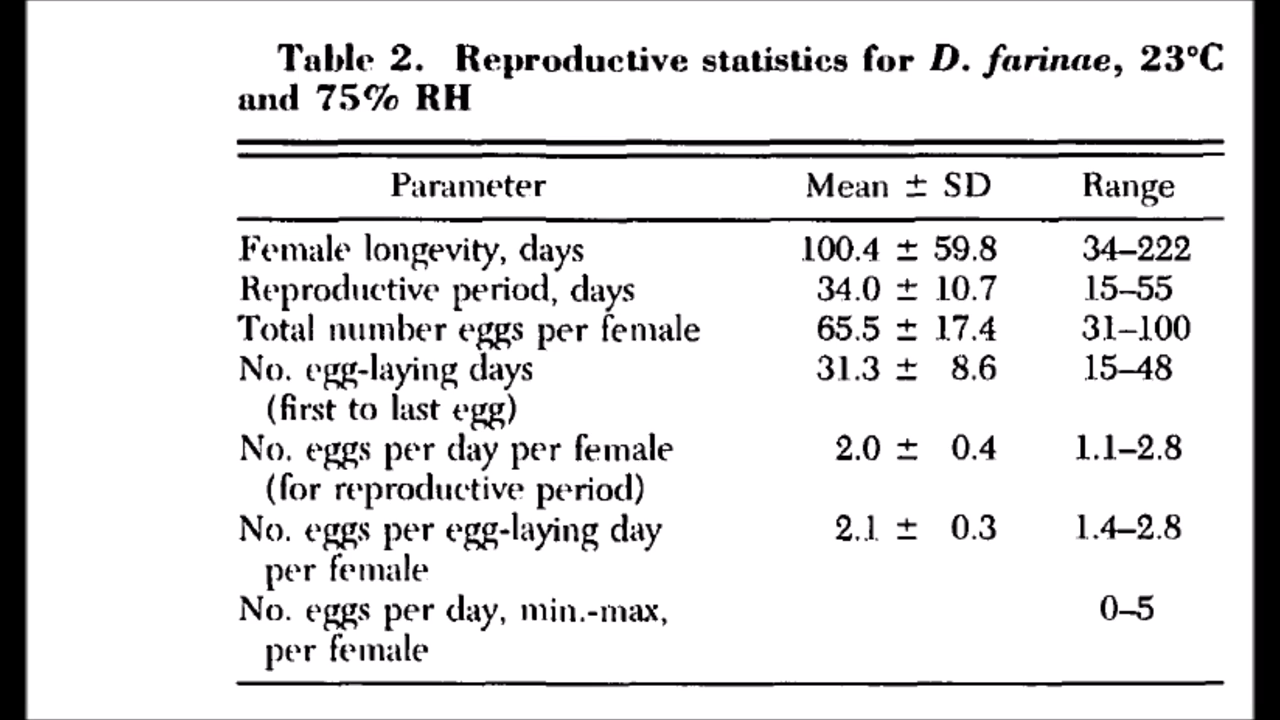 Table 2. Reproductive statistics for D. farinae, 23°C
and 75% RH
Parameter Mean ± SD Range
Female longevity, days 100.4 ± 59.8 34–222
Reproductive period, days 34.0 ± 10.7 15–55
Total number eggs per female 65.5 ± 17.4 31–100
No. egg-laying days 31.3 ± 8.6 15–48
(first to last egg)
No. eggs per day per female 2.0 ± 0.4 1.1–2.8
(for reproductive period)
No. eggs per egg-laying day 2.1 ± 0.3 1.4–2.8
per female
No. eggs per day, min.-max, 0–5
per female